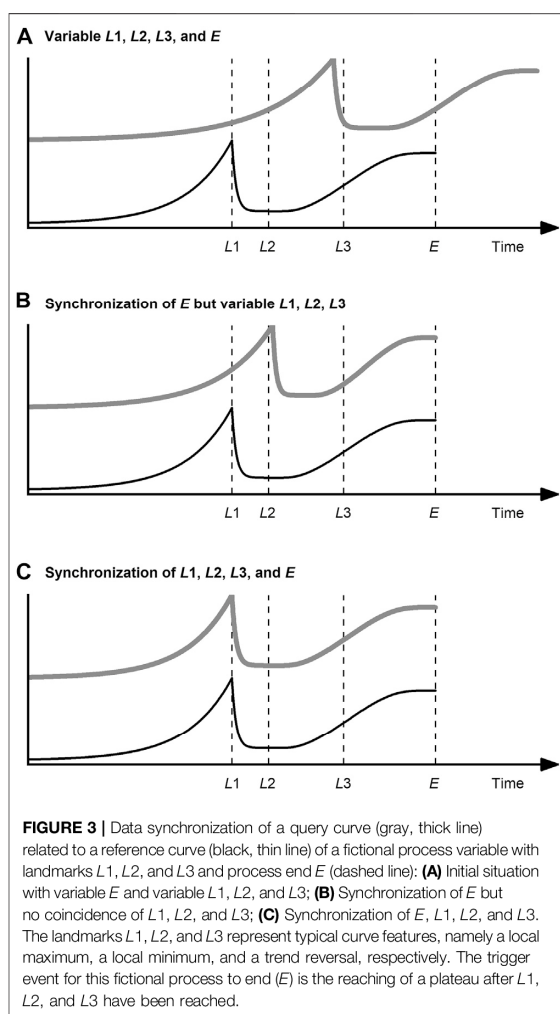 A Variable L1, L2, L3, and E
L1 L2 L3 E Time
B Synchronization of E but variable L1, L2, L3
L1 L2 L3 E Time
C Synchronization of L1, L2, L3, and E
L1 L2 L3 E Time
FIGURE 3 | Data synchronization of a query curve (gray, thick line)
related to a reference curve (black, thin line) of a fictional process variable with
landmarks L1, L2, and L3 and process end E (dashed line): (A) Initial situation
with variable E and variable L1, L2, and L3; (B) Synchronization of E but
no coincidence of L1, L2, and L3; (C) Synchronization of E, L1, L2, and L3.
The landmarks L1, L2, and L3 represent typical curve features, namely a local
maximum, a local minimum, and a trend reversal, respectively. The trigger
event for this fictional process to end (E) is the reaching of a plateau after L1,
L2, and L3 have been reached.